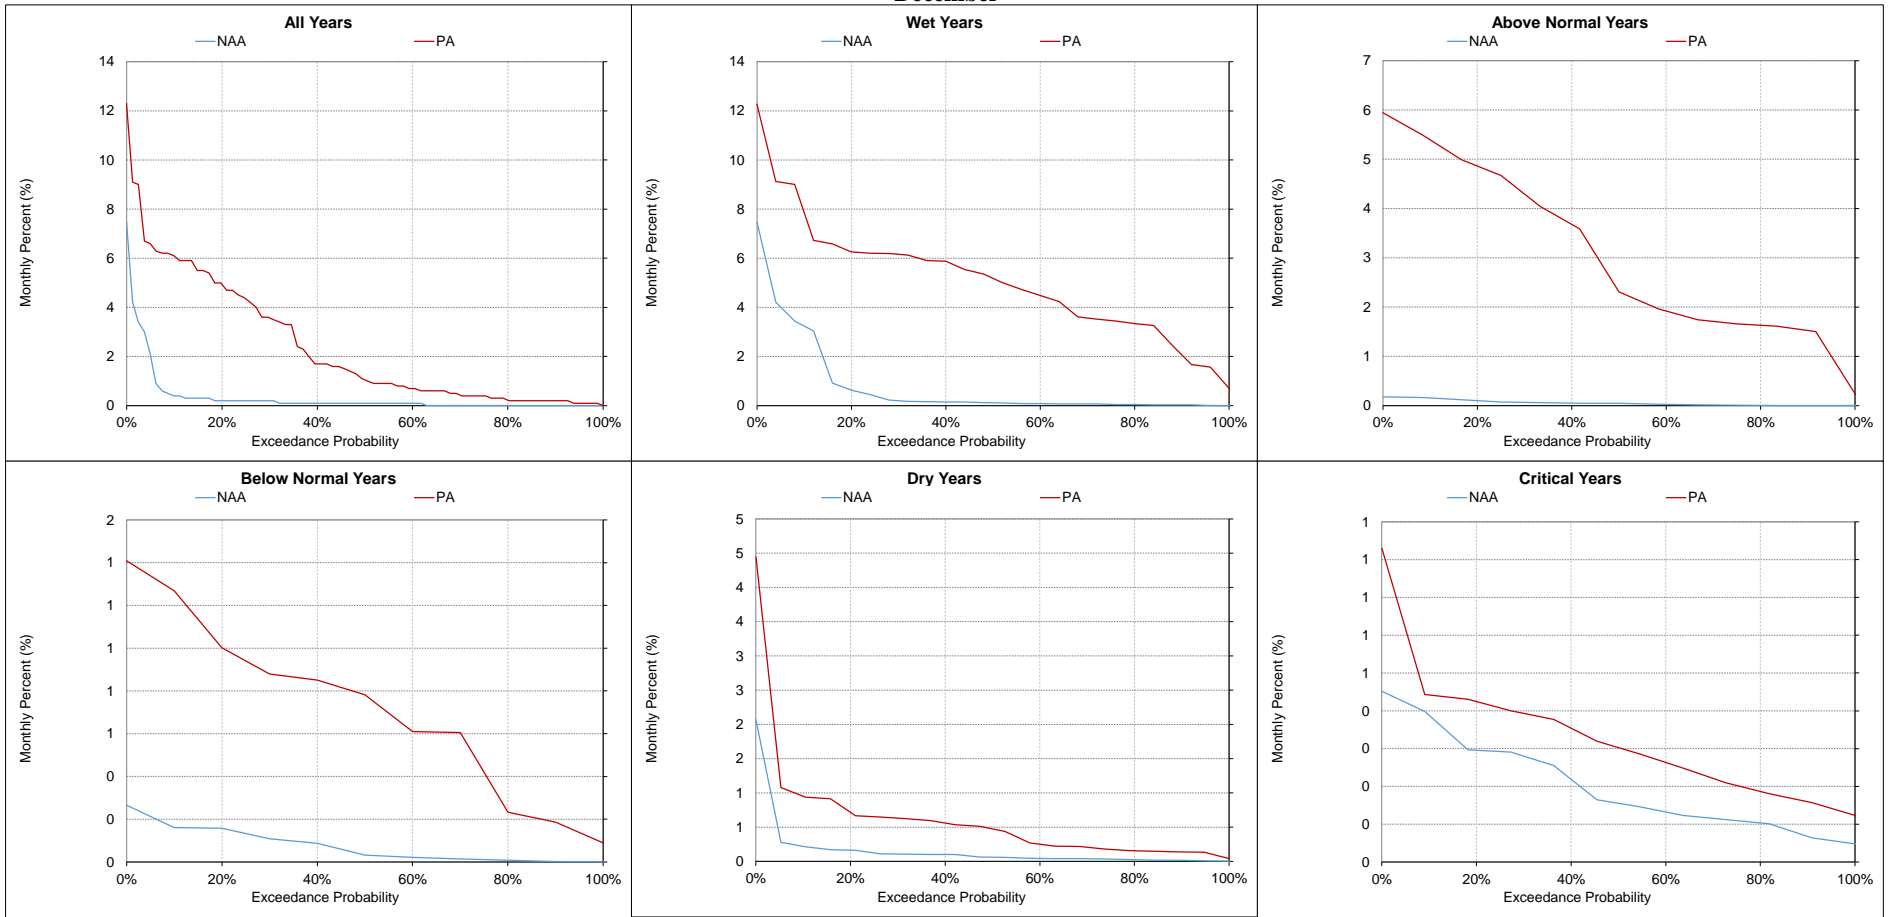 All Years
NAA PA
14
12
10
8
6
4
2
0
Monthly Percent (%)
0% 20% 40% 60% 80% 100%
Exceedance Probability
Wet Years
NAA PA
14
12
10
8
6
4
2
0
Monthly Percent (%)
0% 20% 40% 60% 80% 100%
Exceedance Probability
Above Normal Years
NAA PA
7
6
5
4
3
2
1
0
Monthly Percent (%)
0% 20% 40% 60% 80% 100%
Exceedance Probability
Below Normal Years
NAA PA
2
1
1
1
1
1
0
0
0
Monthly Percent (%)
0% 20% 40% 60% 80% 100%
Exceedance Probability
Dry Years
NAA PA
5
5
4
4
3
3
2
2
1
1
0
Monthly Percent (%)
0% 20% 40% 60% 80% 100%
Exceedance Probability
Critical Years
NAA PA
1
1
1
1
1
0
0
0
0
0
Monthly Percent (%)
0% 20% 40% 60% 80% 100%
Exceedance Probability